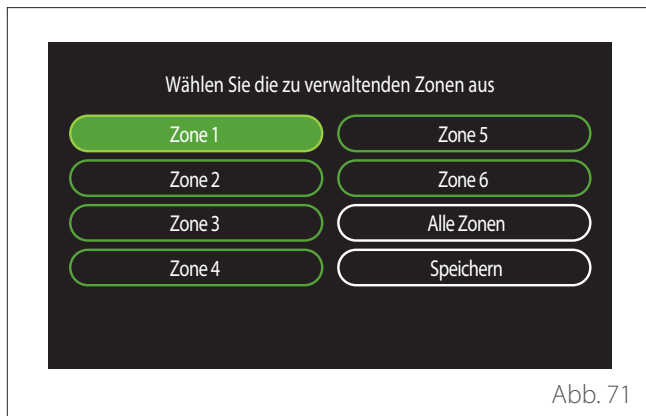 Wählen Sie die zu verwaltenden Zonen aus
Zone 1
Zone 2
Zone 3
Zone 4
Zone 5
Zone 6
Alle Zonen
Speichern
Abb. 71